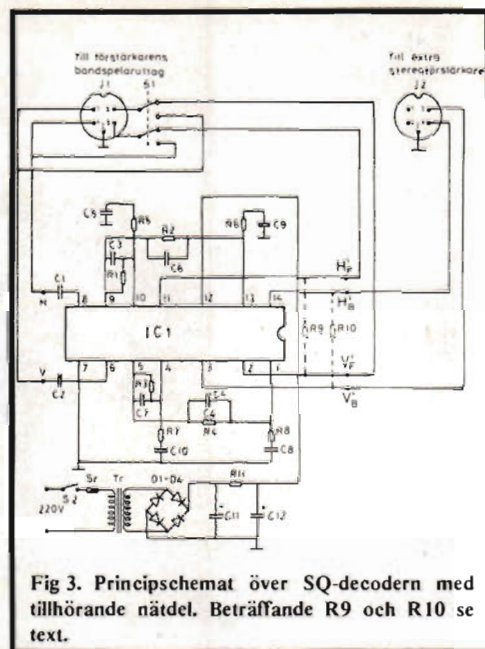 Till förstärkarens
bandspelaruttag
J1
S1
Till extra
stereoförstärkare
J2
C5
R5
R2
R6
C9
C3
C6
R1
C1
H
8 9 10 11 12 13 14
H'F
H'B
IC1
R9 R10
V
C2
7 6 5 4 3 2 1
V'F
V'B
R3
C7
C4
R4
R7
R8
C10
C8
S2
Sr
Tr
D1-D4
R11
220V
C11
C12
Fig 3. Principschemat över SQ-decodern med
tillhörande nätdel. Beträffande R9 och R10 se
text.